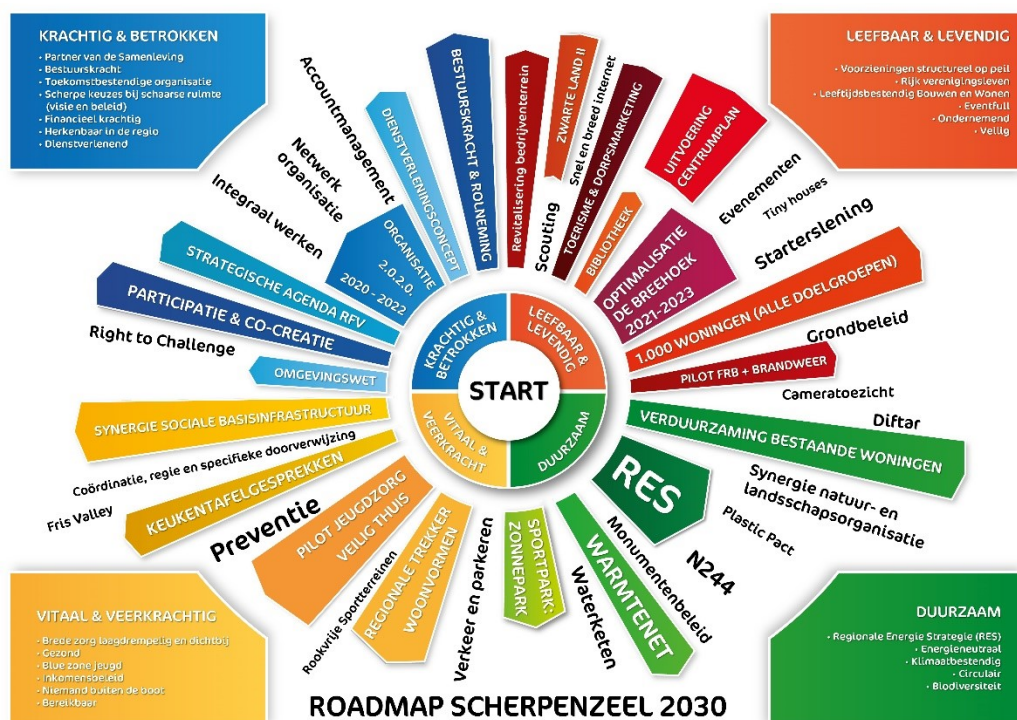 KRACHTIG & BETROKKEN
• Partner van de Samenleving
• Bestuurskracht
• Toekomstbestendige organisatie
• Scherpe keuzes bij schaarse ruimte
(visie en beleid)
• Financieel krachtig
• Herkenbaar in de regio
• Dienstverlenend
LEEFBAAR & LEVENDIG
• Voorzieningen structureel op peil
• Rijk verenigingsleven
• Leeftijdsbestendig Bouwen en Wonen
• Eventfull
• Ondernemend
• Veilig
Right to Challenge
OMGEVINGSWET
PARTICIPATIE & CO-CREATIE
STRATEGISCHE AGENDA RFV
Integraal werken
ORGANISATIE
2.0.2.0.
2020 - 2022
Netwerk
organisatie
Accountmanagement
DIENSTVERLENINGSCONCEPT
BESTUURSKRACHT & ROLNEMING
Revitalisering bedrijventerrein
Scouting
ZWARTE LAND II
Snel en breed internet
TOERISME & DORPSMARKETING
BIBLIOTHEEK
UITVOERING
CENTRUMPLAN
OPTIMALISATIE
DE BREEHOEK
2021-2023
Evenementen
Tiny houses
Starterslening
1.000 WONINGEN (ALLE DOELGROEPEN)
Grondbeleid
PILOT FRB + BRANDWEER
Cameratoezicht
Diftar
VERDUURZAMING BESTAANDE WONINGEN
Synergie natuur- en
landschapsorganisatie
RES
Plastic Pact
N244
Monumentenbeleid
WARMTENET
Waterketen
SPORTPARK:
ZONNEPARK
Verkeer en parkeren
REGIONALE TREKKER
WOONVORMEN
Rookvrije Sportterreinen
PILOT JEUGDZORG
VEILIG THUIS
Preventie
KEUKENTAFELGESPREKKEN
Fris Valley
Coördinatie, regie en specifieke doorverwijzing
SYNERGIE SOCIALE BASISINFRASTRUCTUUR
KRACHTIG &
BETROKKEN
LEEFBAAR &
LEVENDIG
START
VITAAL &
VEERKRACHT
DUURZAAM
VITAAL & VEERKRACHTIG
• Brede zorg laagdrempelig en dichtbij
• Gezond
• Blue zone jeugd
• Inkomensbeleid
• Niemand buiten de boot
• Bereikbaar
DUURZAAM
• Regionale Energie Strategie (RES)
• Energieneutraal
• Klimaatbestendig
• Circulair
• Biodiversiteit
ROADMAP SCHERPENZEEL 2030